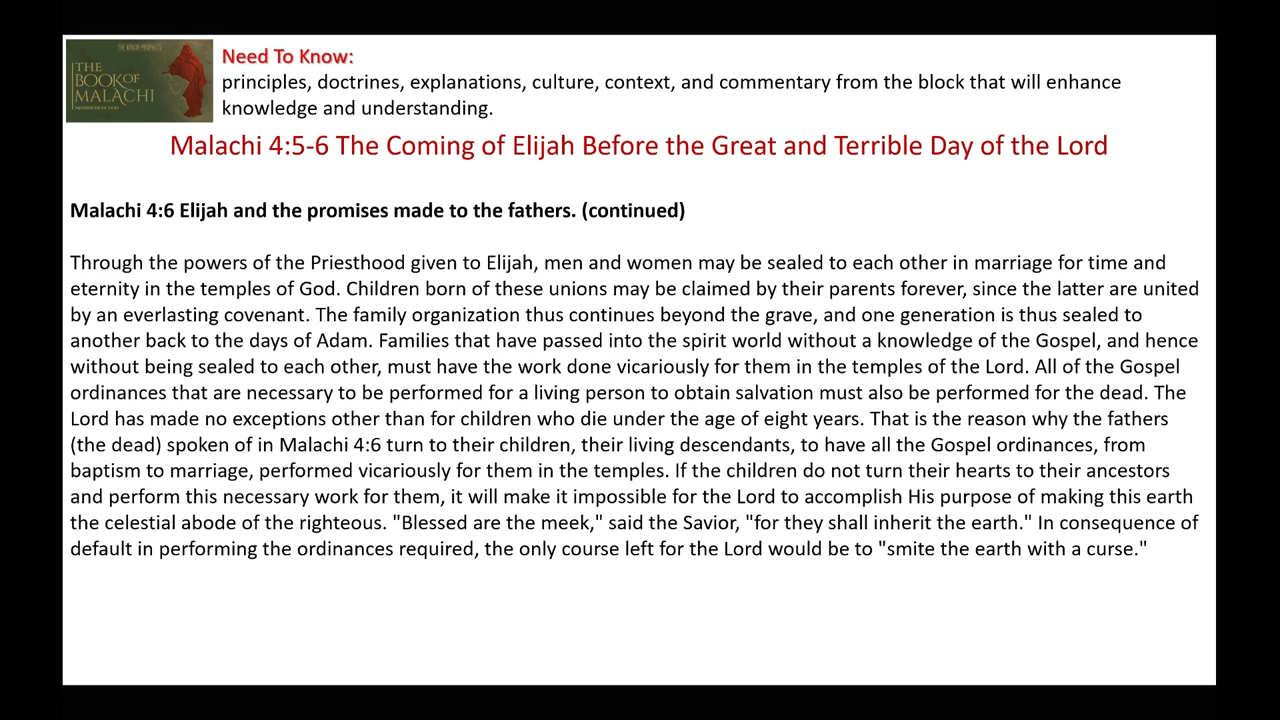 THE MINOR PROPHETS
THE
BOOK OF
MALACHI
MESSENGER OF GOD
Need To Know:
principles, doctrines, explanations, culture, context, and commentary from the block that will enhance
knowledge and understanding.
Malachi 4:5-6 The Coming of Elijah Before the Great and Terrible Day of the Lord
Malachi 4:6 Elijah and the promises made to the fathers. (continued)
Through the powers of the Priesthood given to Elijah, men and women may be sealed to each other in marriage for time and
eternity in the temples of God. Children born of these unions may be claimed by their parents forever, since the latter are united
by an everlasting covenant. The family organization thus continues beyond the grave, and one generation is thus sealed to
another back to the days of Adam. Families that have passed into the spirit world without a knowledge of the Gospel, and hence
without being sealed to each other, must have the work done vicariously for them in the temples of the Lord. All of the Gospel
ordinances that are necessary to be performed for a living person to obtain salvation must also be performed for the dead. The
Lord has made no exceptions other than for children who die under the age of eight years. That is the reason why the fathers
(the dead) spoken of in Malachi 4:6 turn to their children, their living descendants, to have all the Gospel ordinances, from
baptism to marriage, performed vicariously for them in the temples. If the children do not turn their hearts to their ancestors
and perform this necessary work for them, it will make it impossible for the Lord to accomplish His purpose of making this earth
the celestial abode of the righteous. "Blessed are the meek," said the Savior, "for they shall inherit the earth." In consequence of
default in performing the ordinances required, the only course left for the Lord would be to "smite the earth with a curse."